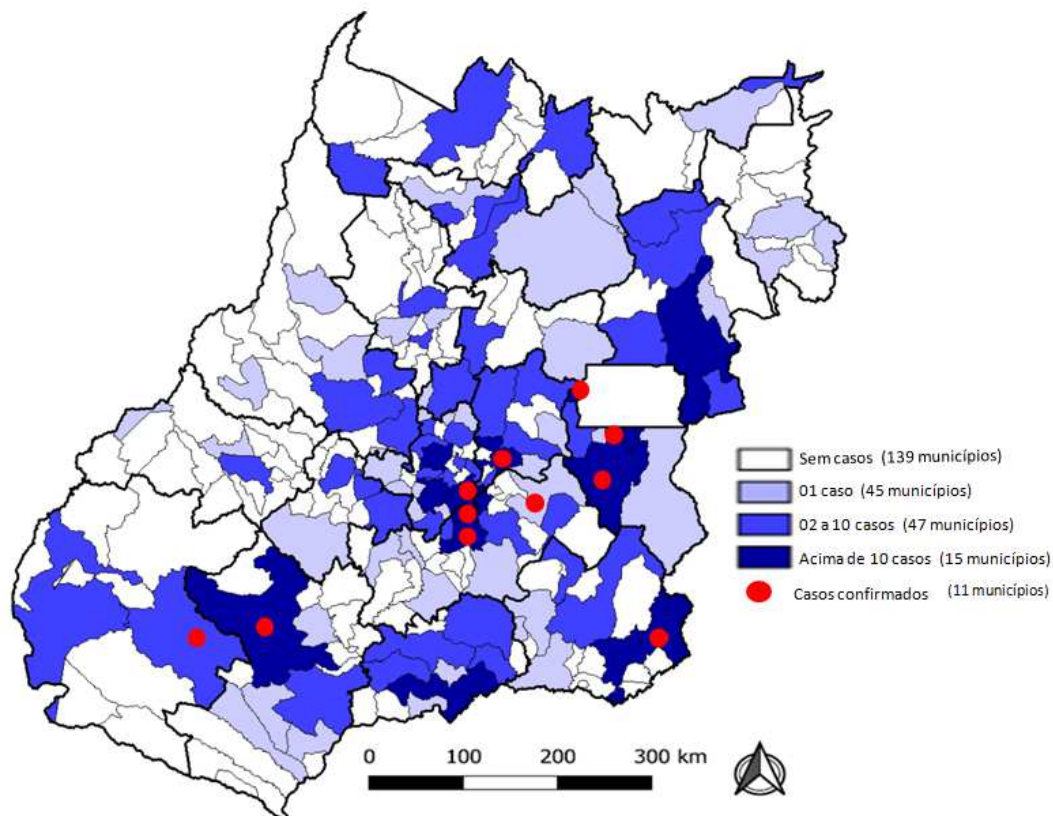 Sem casos (139 municípios)
01 caso (45 municípios)
02 a 10 casos (47 municípios)
Acima de 10 casos (15 municípios)
Casos confirmados (11 municípios)
0 100 200 300 km